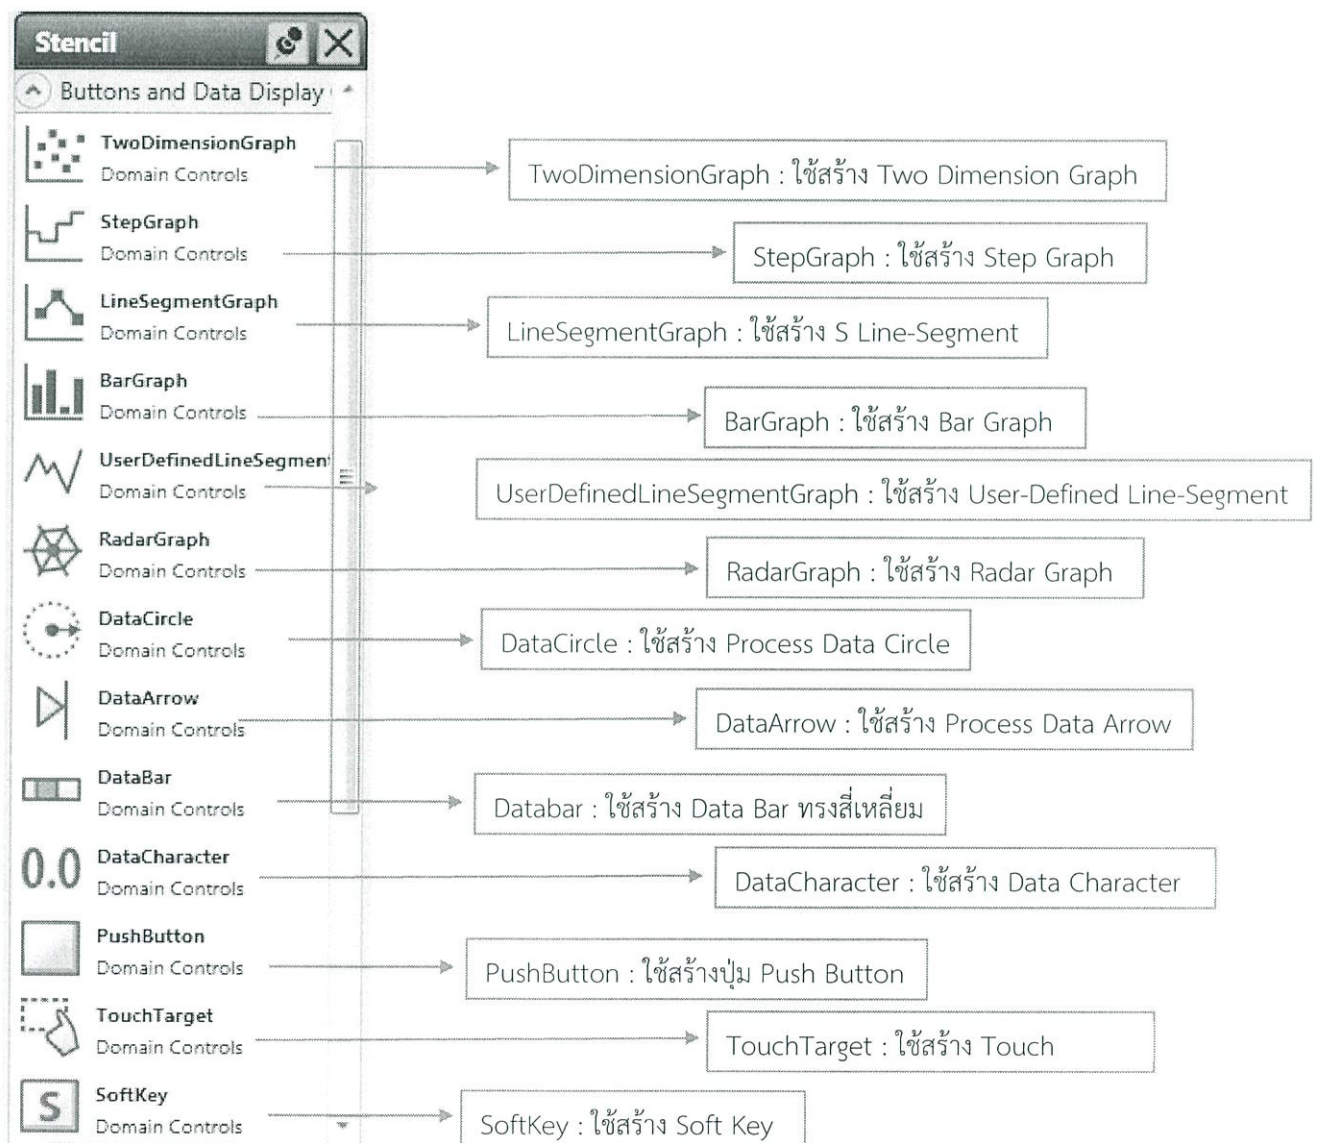 Stencil
Buttons and Data Display
TwoDimensionGraph
Domain Controls
TwoDimensionGraph : ใช้สร้าง Two Dimension Graph
StepGraph
Domain Controls
StepGraph : ใช้สร้าง Step Graph
LineSegmentGraph
Domain Controls
LineSegmentGraph : ใช้สร้าง S Line-Segment
BarGraph
Domain Controls
BarGraph : ใช้สร้าง Bar Graph
UserDefinedLineSegment
Domain Controls
UserDefinedLineSegmentGraph : ใช้สร้าง User-Defined Line-Segment
RadarGraph
Domain Controls
RadarGraph : ใช้สร้าง Radar Graph
DataCircle
Domain Controls
DataCircle : ใช้สร้าง Process Data Circle
DataArrow
Domain Controls
DataArrow : ใช้สร้าง Process Data Arrow
DataBar
Domain Controls
Databar : ใช้สร้าง Data Bar ทรงสี่เหลี่ยม
0.0
DataCharacter
Domain Controls
DataCharacter : ใช้สร้าง Data Character
PushButton
Domain Controls
PushButton : ใช้สร้างปุ่ม Push Button
TouchTarget
Domain Controls
TouchTarget : ใช้สร้าง Touch
S
SoftKey
Domain Controls
SoftKey : ใช้สร้าง Soft Key